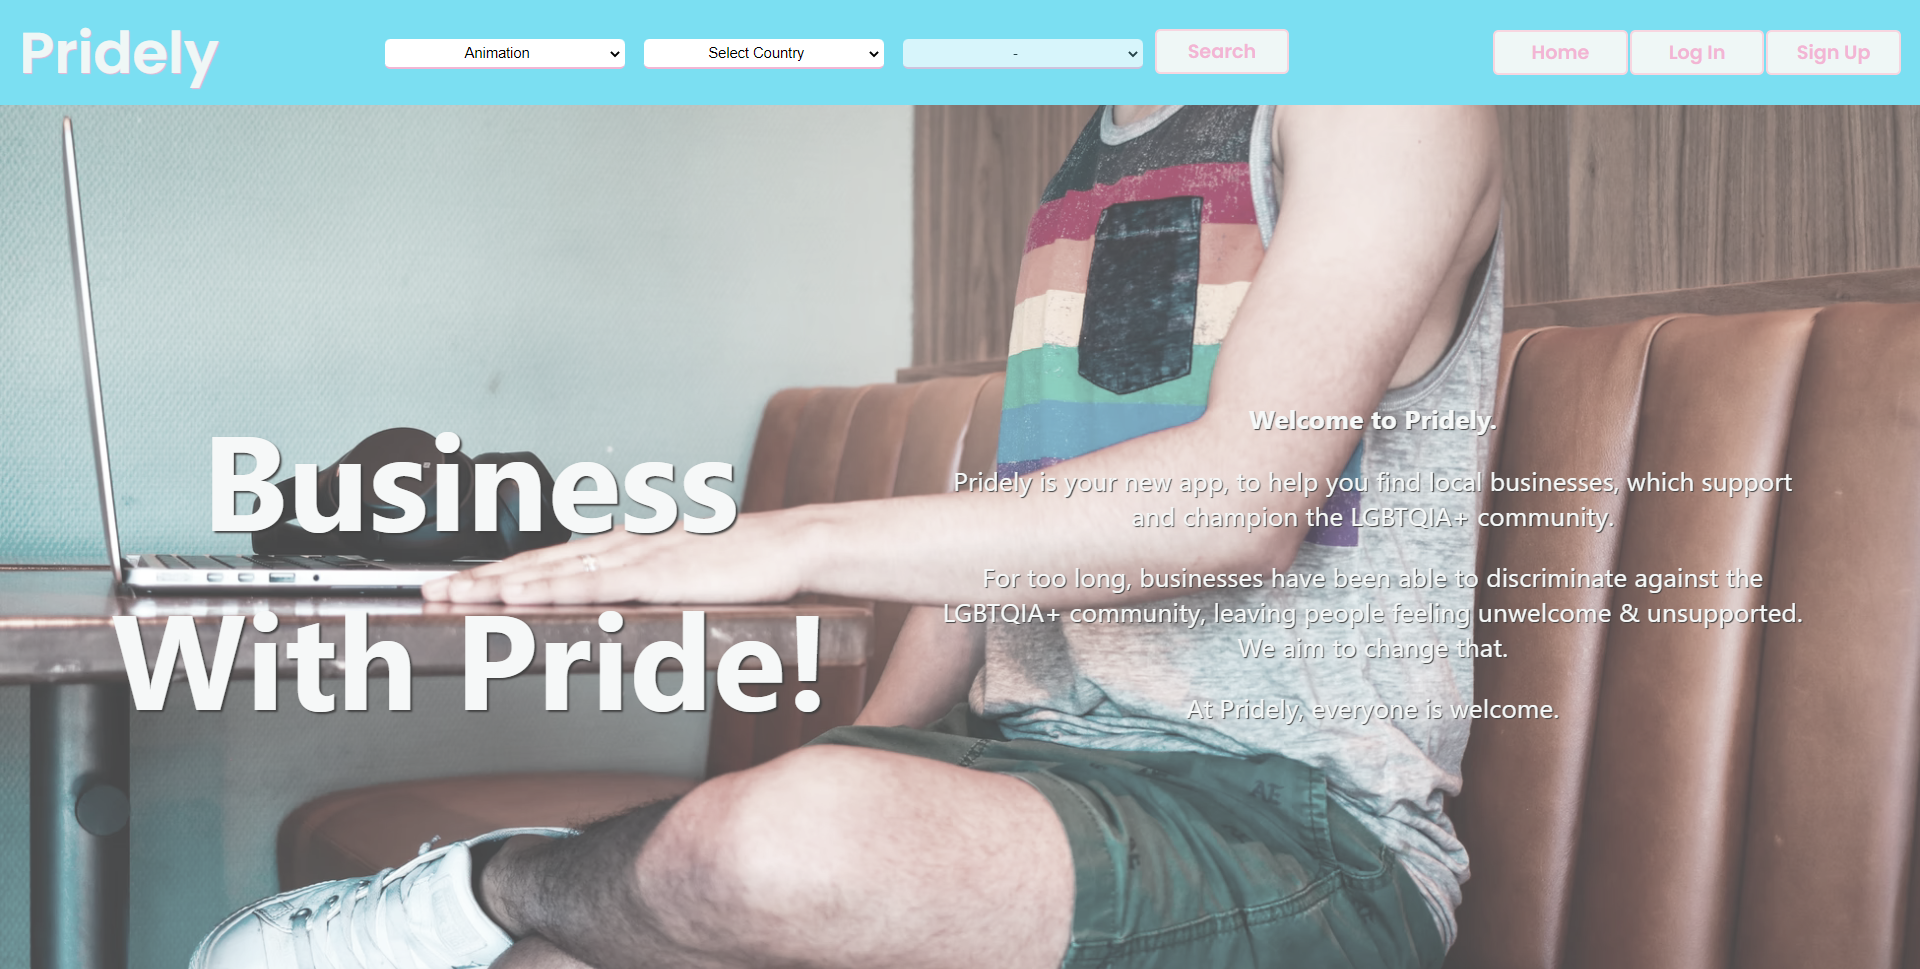 Pridely
Animation
Select Country
-
Search
Home
Log In
Sign Up
Business
With Pride!
Welcome to Pridely.
Pridely is your new app, to help you find local businesses, which support
and champion the LGBTQIA+ community.
For too long, businesses have been able to discriminate against the
LGBTQIA+ community, leaving people feeling unwelcome & unsupported.
We aim to change that.
At Pridely, everyone is welcome.
AE